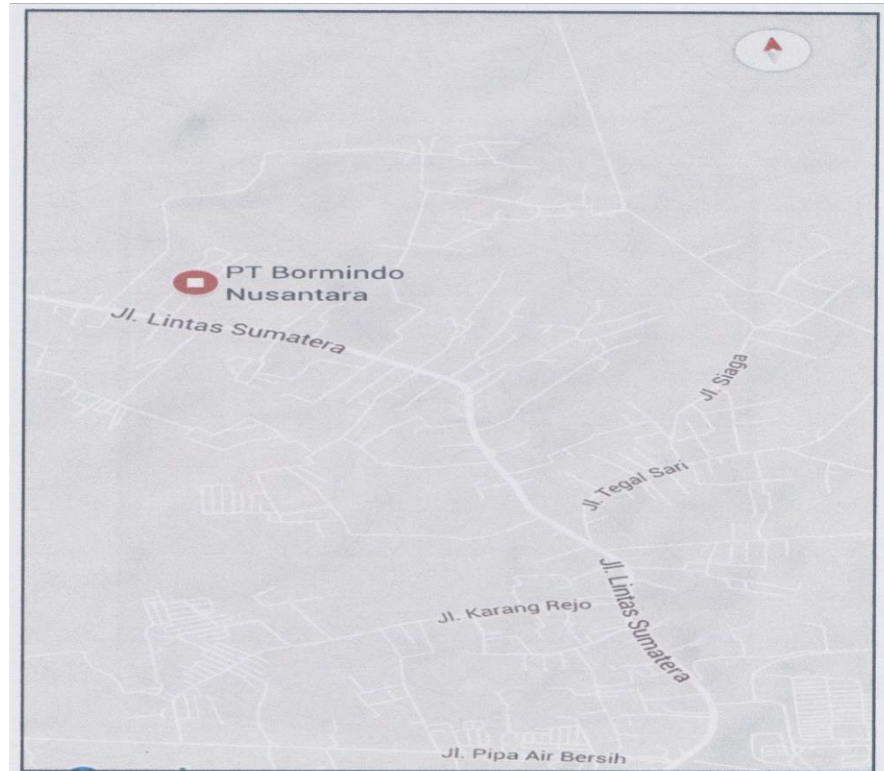 PT Bormindo
Nusantara
Jl. Lintas Sumatera
Jl. Siaga
Jl. Tegal Sari
Jl. Lintas Sumatera
Jl. Karang Rejo
Jl. Pipa Air Bersih